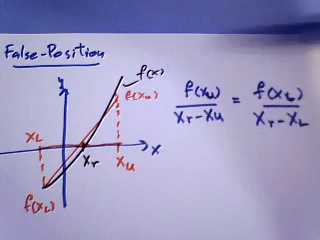 False-Position
y
f(x)
f(xu)
xL
xr
xu
x
f(xL)
f(xu) / (xr-xu) = f(xL) / (xr-xL)